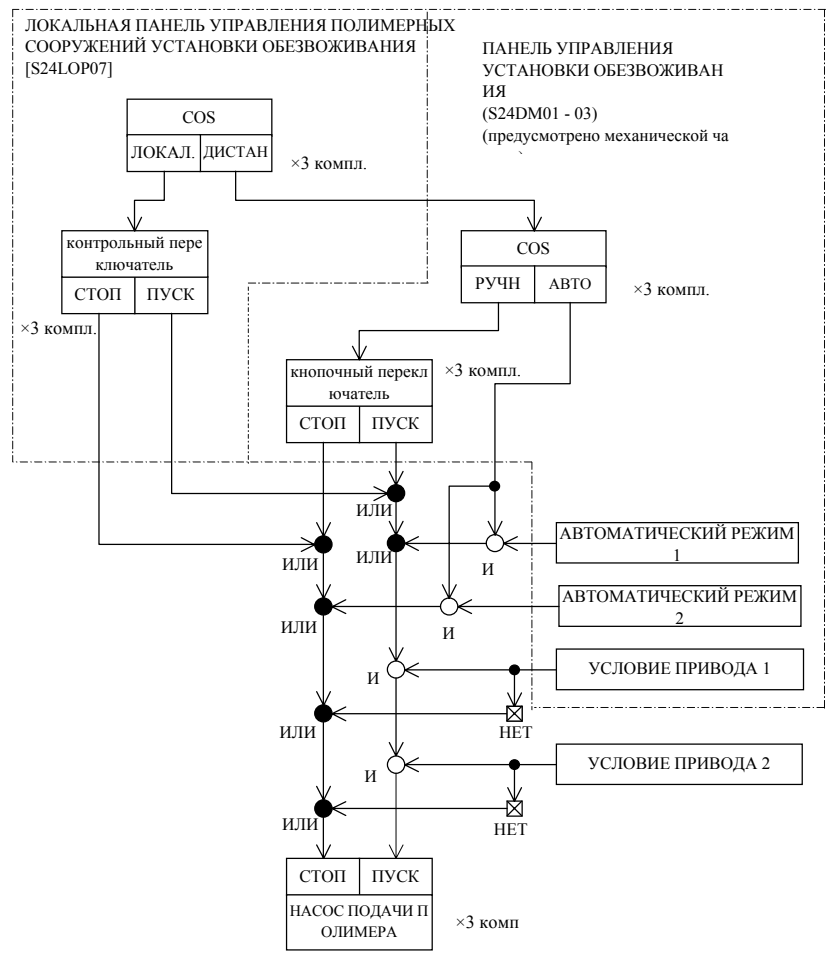 ЛОКАЛЬНАЯ ПАНЕЛЬ УПРАВЛЕНИЯ ПОЛИМЕРНЫХ
СООРУЖЕНИЙ УСТАНОВКИ ОБЕЗВОЖИВАНИЯ
[S24LOP07]
ПАНЕЛЬ УПРАВЛЕНИЯ
УСТАНОВКИ ОБЕЗВОЖИВАН
ИЯ
(S24DM01 - 03)
(предусмотрено механической ча
COS
ЛОКАЛ. ДИСТАН
×3 компл.
контрольный пере
ключатель
СТОП ПУСК
×3 компл.
COS
РУЧН АВТО
×3 компл.
кнопочный перекл
ючатель
СТОП ПУСК
×3 компл.
ИЛИ
ИЛИ
ИЛИ
И
АВТОМАТИЧЕСКИЙ РЕЖИМ
1
ИЛИ
И
АВТОМАТИЧЕСКИЙ РЕЖИМ
2
И
УСЛОВИЕ ПРИВОДА 1
ИЛИ
НЕТ
И
УСЛОВИЕ ПРИВОДА 2
ИЛИ
НЕТ
СТОП ПУСК
НАСОС ПОДАЧИ П
ОЛИМЕРА
×3 комп